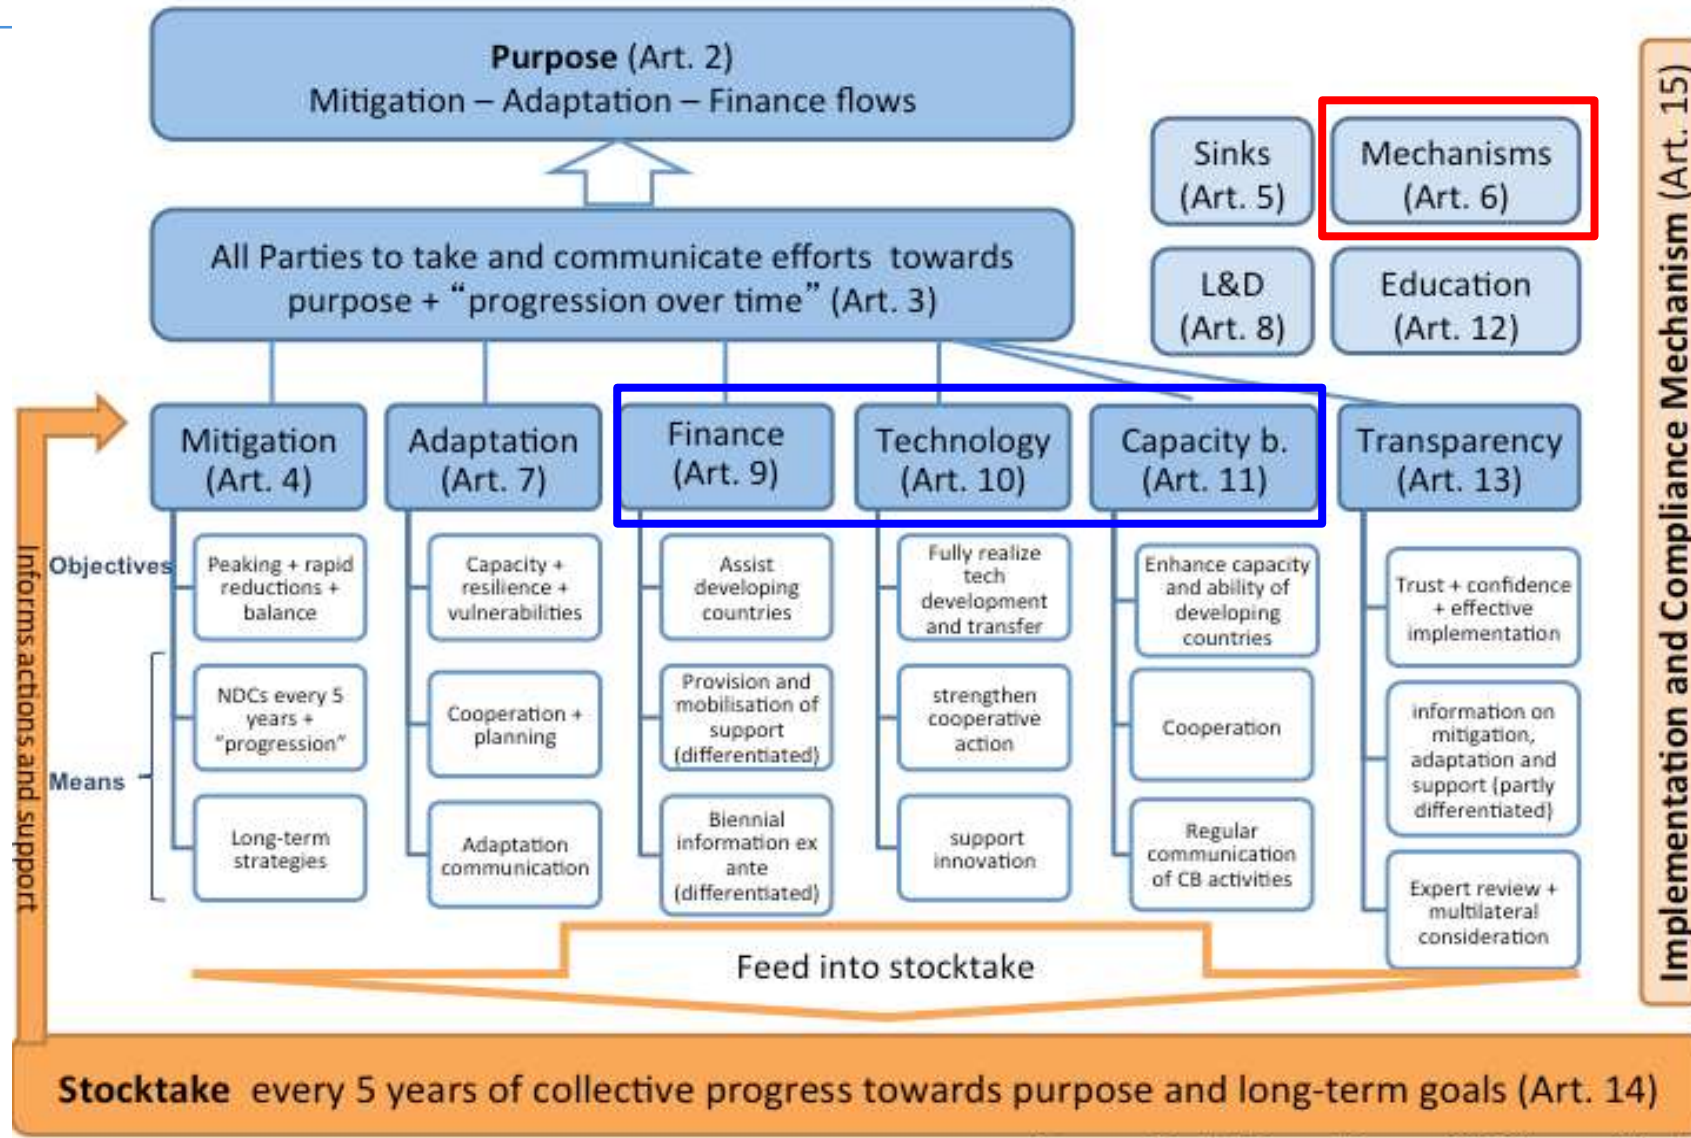 Purpose (Art. 2)
Mitigation – Adaptation – Finance flows
All Parties to take and communicate efforts towards
purpose + “progression over time” (Art. 3)
Sinks
(Art. 5)
Mechanisms
(Art. 6)
L&D
(Art. 8)
Education
(Art. 12)
Implementation and Compliance Mechanism (Art. 15)
Informs actions and support
Mitigation
(Art. 4)
Adaptation
(Art. 7)
Finance
(Art. 9)
Technology
(Art. 10)
Capacity b.
(Art. 11)
Transparency
(Art. 13)
Objectives
Peaking + rapid
reductions +
balance
Capacity +
resilience +
vulnerabilities
Assist
developing
countries
Fully realize
tech
development
and transfer
Enhance capacity
and ability of
developing
countries
Trust + confidence
+ effective
implementation
Means
NDCs every 5
years +
“progression”
Cooperation +
planning
Provision and
mobilisation of
support
(differentiated)
strengthen
cooperative
action
Cooperation
information on
mitigation,
adaptation and
support (partly
differentiated)
Long-term
strategies
Adaptation
communication
Biennial
information ex
ante
(differentiated)
support
innovation
Regular
communication
of CB activities
Expert review +
multilateral
consideration
Feed into stocktake
Stocktake every 5 years of collective progress towards purpose and long-term goals (Art. 14)